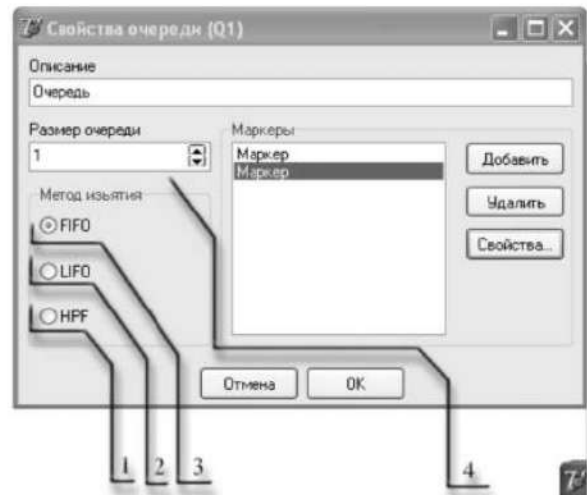 Свойства очереди (Q1)
Описание
Очередь
Размер очереди
1
Маркеры
Маркер
Маркер
Добавить
Удалить
Свойства...
Метод изьятия
FIFO
LIFO
HPF
Отмена
OK
1 2 3 4